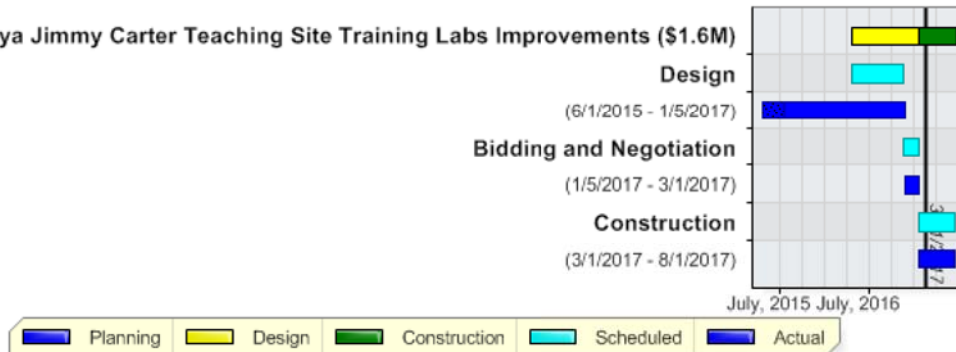 ya Jimmy Carter Teaching Site Training Labs Improvements ($1.6M)
Design
(6/1/2015 - 1/5/2017)
Bidding and Negotiation
(1/5/2017 - 3/1/2017)
Construction
(3/1/2017 - 8/1/2017)
July, 2015 July, 2016
Planning Design Construction Scheduled Actual